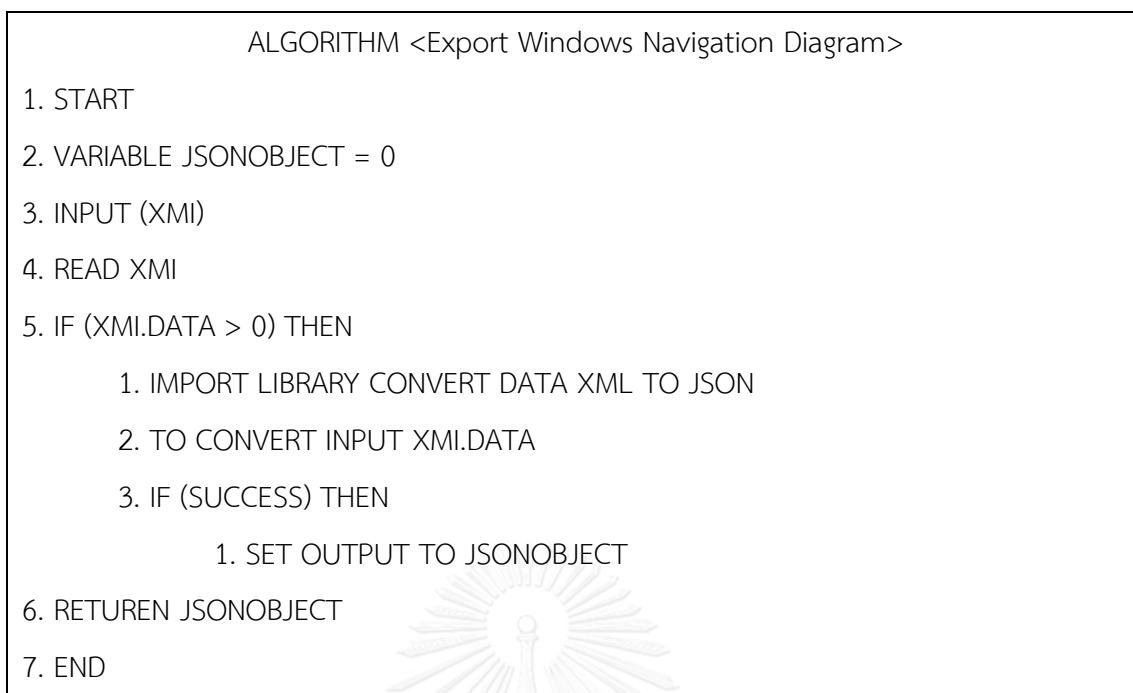 ALGORITHM <Export Windows Navigation Diagram>
1. START
2. VARIABLE JSONOBJECT = 0
3. INPUT (XMI)
4. READ XMI
5. IF (XMI.DATA > 0) THEN
1. IMPORT LIBRARY CONVERT DATA XML TO JSON
2. TO CONVERT INPUT XMI.DATA
3. IF (SUCCESS) THEN
1. SET OUTPUT TO JSONOBJECT
6. RETUREN JSONOBJECT
7. END